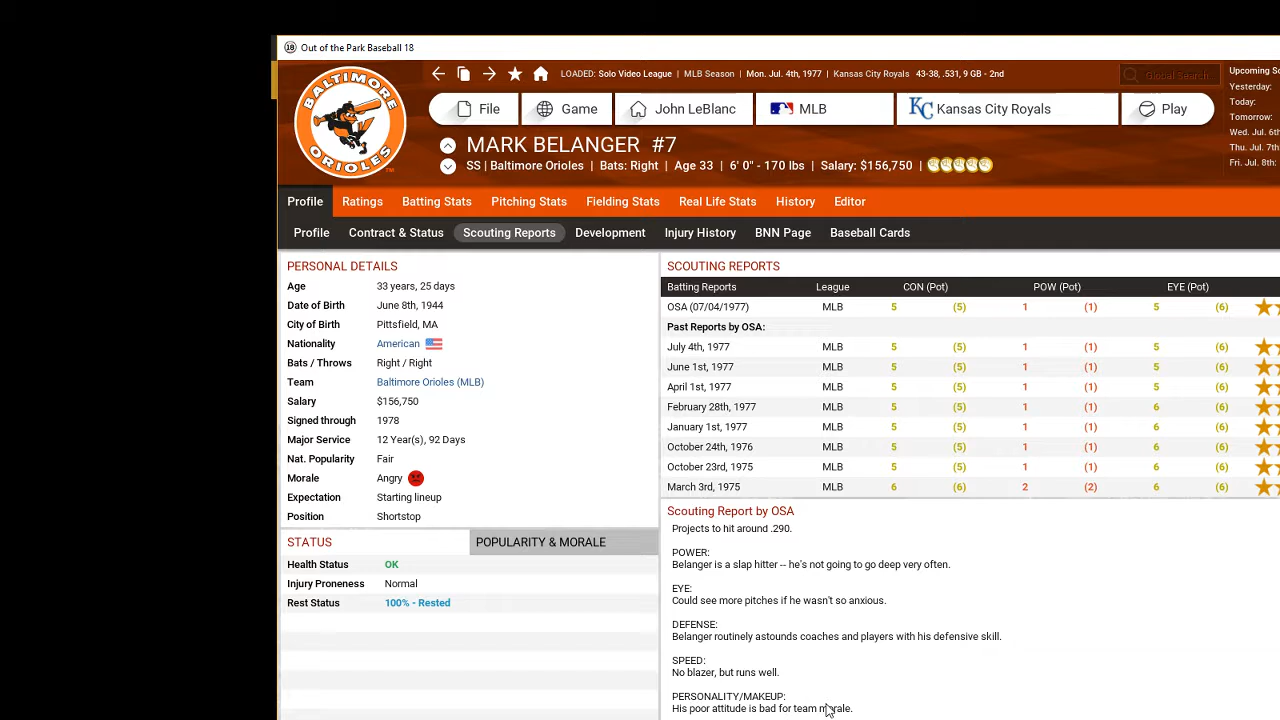 18 Out of the Park Baseball 18
BALTIMORE ORIOLES
LOADED: Solo Video League | MLB Season | Mon. Jul. 4th, 1977 | Kansas City Royals 43-38, .531, 9 GB - 2nd
Global Search
File Game John LeBlanc MLB KC Kansas City Royals Play
Upcoming Sc
Yesterday:
Today:
Tomorrow:
Wed. Jul. 6th
Thu. Jul. 7th
Fri. Jul. 8th:
MARK BELANGER #7
SS | Baltimore Orioles | Bats: Right | Age 33 | 6' 0" - 170 lbs | Salary: $156,750 |
Profile Ratings Batting Stats Pitching Stats Fielding Stats Real Life Stats History Editor
Profile Contract & Status Scouting Reports Development Injury History BNN Page Baseball Cards
PERSONAL DETAILS
Age 33 years, 25 days
Date of Birth June 8th, 1944
City of Birth Pittsfield, MA
Nationality American
Bats / Throws Right / Right
Team Baltimore Orioles (MLB)
Salary $156,750
Signed through 1978
Major Service 12 Year(s), 92 Days
Nat. Popularity Fair
Morale Angry
Expectation Starting lineup
Position Shortstop
STATUS POPULARITY & MORALE
Health Status OK
Injury Proneness Normal
Rest Status 100% - Rested
SCOUTING REPORTS
Batting Reports League CON (Pot) POW (Pot) EYE (Pot)
OSA (07/04/1977) MLB 5 (5) 1 (1) 5 (6)
Past Reports by OSA:
July 4th, 1977 MLB 5 (5) 1 (1) 5 (6)
June 1st, 1977 MLB 5 (5) 1 (1) 5 (6)
April 1st, 1977 MLB 5 (5) 1 (1) 5 (6)
February 28th, 1977 MLB 5 (5) 1 (1) 6 (6)
January 1st, 1977 MLB 5 (5) 1 (1) 6 (6)
October 24th, 1976 MLB 5 (5) 1 (1) 6 (6)
October 23rd, 1975 MLB 5 (5) 1 (1) 6 (6)
March 3rd, 1975 MLB 6 (6) 2 (2) 6 (6)
Scouting Report by OSA
Projects to hit around .290.
POWER:
Belanger is a slap hitter -- he's not going to go deep very often.
EYE:
Could see more pitches if he wasn't so anxious.
DEFENSE:
Belanger routinely astounds coaches and players with his defensive skill.
SPEED:
No blazer, but runs well.
PERSONALITY/MAKEUP:
His poor attitude is bad for team morale.